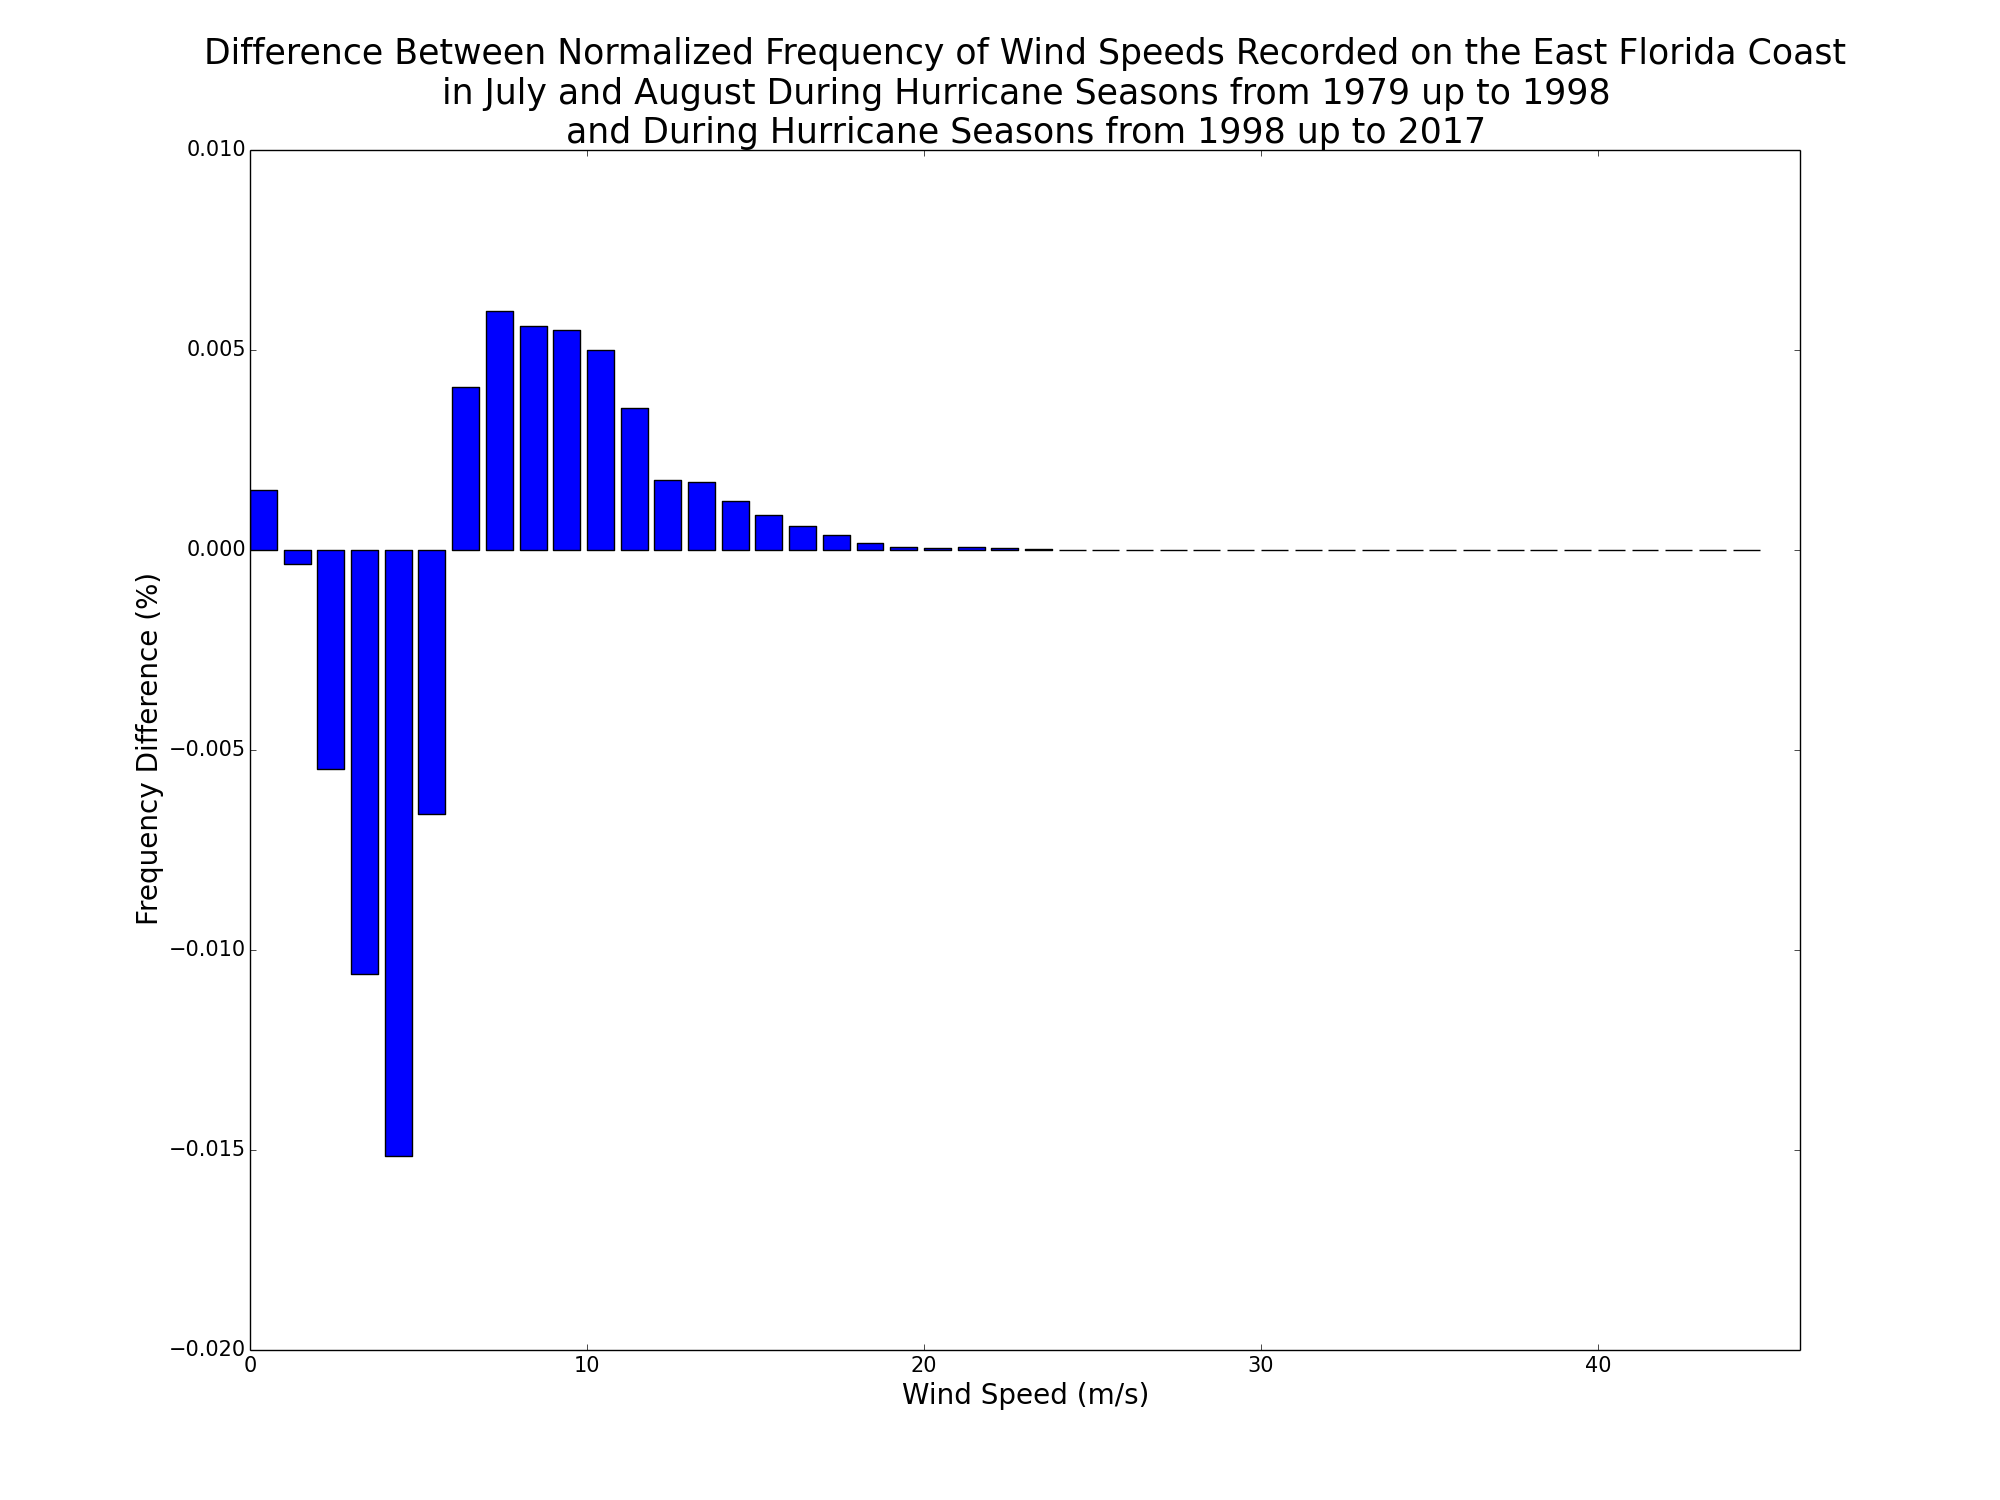 Difference Between Normalized Frequency of Wind Speeds Recorded on the East Florida Coast
in July and August During Hurricane Seasons from 1979 up to 1998
and During Hurricane Seasons from 1998 up to 2017
0.010
0.005
0.000
−0.005
−0.010
−0.015
−0.020
Frequency Difference (%)
0 10 20 30 40
Wind Speed (m/s)